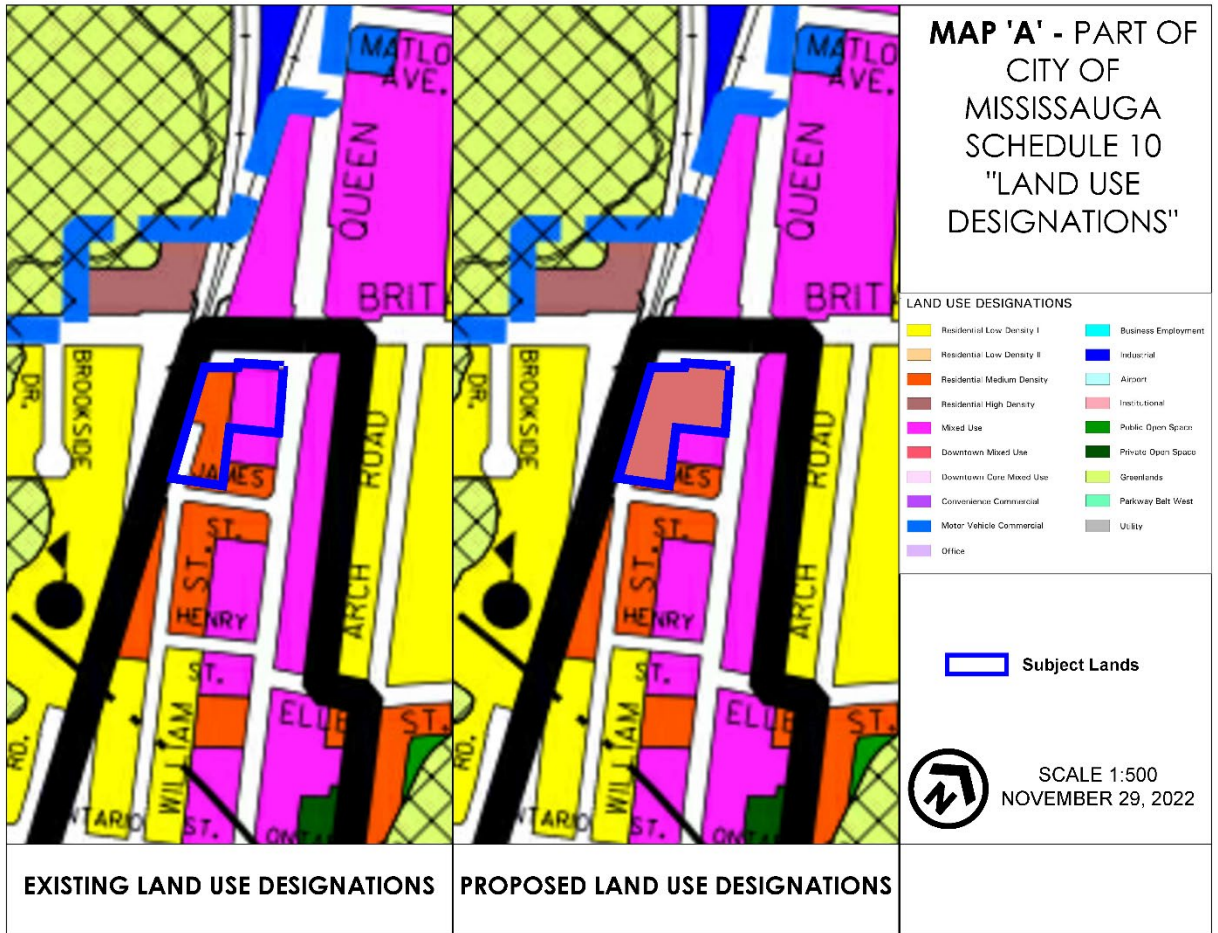 MATLO
AVE.
QUEEN
BRIT
BROOKSIDE
DR.
ROAD
JAMES
ST.
ST.
ARCH
HENRY
ST.
WILLIAM
ELLE
ST.
RD.
NTARIO
ST.
ONTAR
EXISTING LAND USE DESIGNATIONS
MATLO
AVE.
QUEEN
BRIT
BROOKSIDE
DR.
ROAD
MES
ST.
ST.
ARCH
HENRY
ST.
WILLIAM
ELLE
ST.
RD.
NTARIO
ST.
ONTAR
PROPOSED LAND USE DESIGNATIONS
MAP 'A' - PART OF
CITY OF
MISSISSAUGA
SCHEDULE 10
"LAND USE
DESIGNATIONS"
LAND USE DESIGNATIONS
Residential Low Density I
Residential Low Density II
Residential Medium Density
Residential High Density
Mixed Use
Downtown Mixed Use
Downtown Core Mixed Use
Convenience Commercial
Motor Vehicle Commercial
Office
Business Employment
Industrial
Airport
Institutional
Public Open Space
Private Open Space
Greenlands
Parkway Belt West
Utility
Subject Lands
N
SCALE 1:500
NOVEMBER 29, 2022